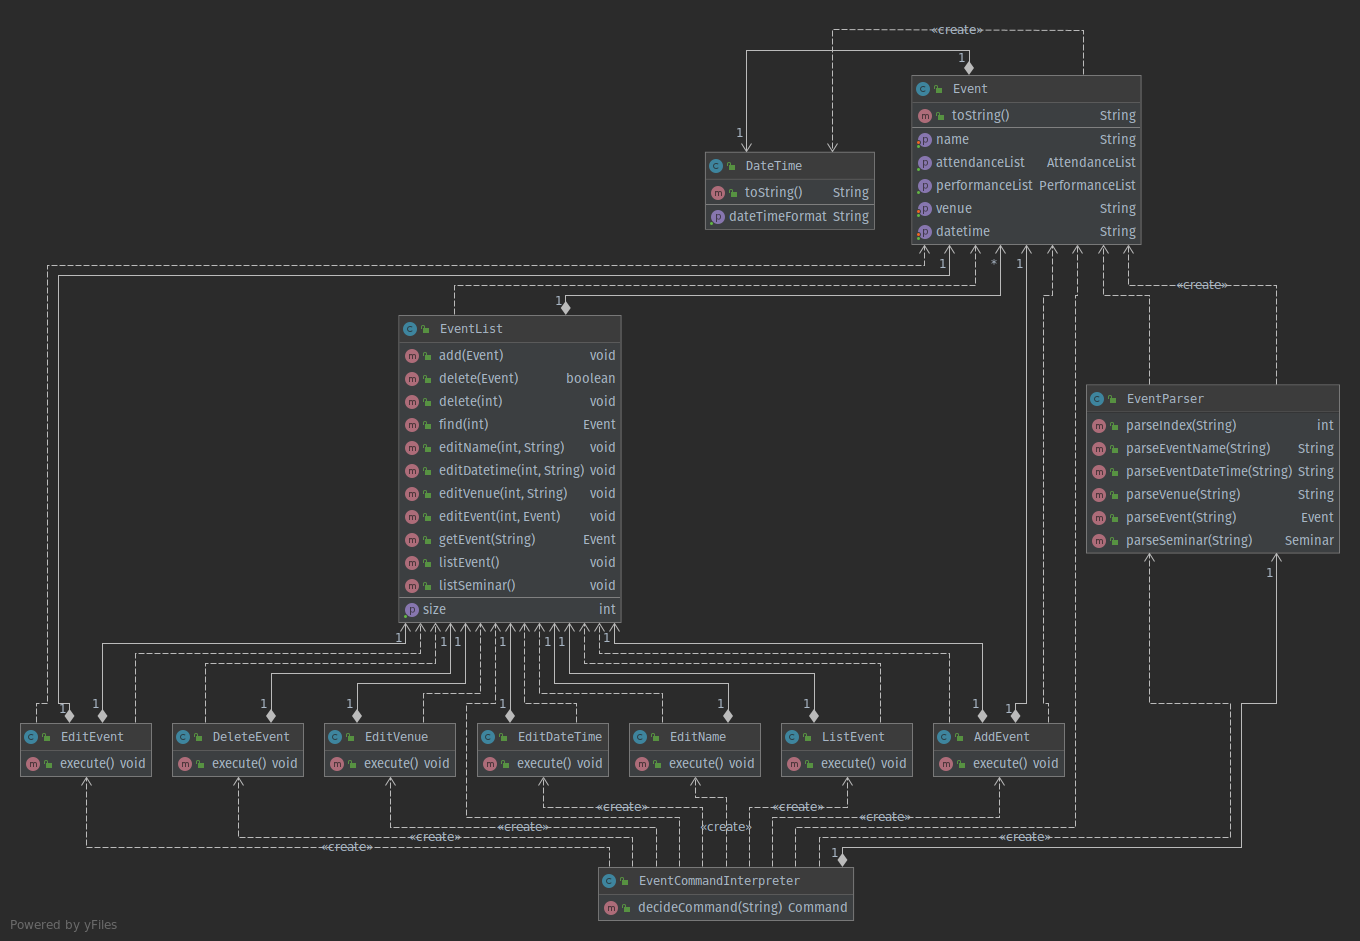 «create»
1
1
Event
toString() String
name String
attendanceList AttendanceList
performanceList PerformanceList
venue String
datetime String
DateTime
toString() String
dateTimeFormat String
1 * 1
«create»
1
EventList
add(Event) void
delete(Event) boolean
delete(int) void
find(int) Event
editName(int, String) void
editDatetime(int, String) void
editVenue(int, String) void
editEvent(int, Event) void
getEvent(String) Event
listEvent() void
listSeminar() void
size int
EventParser
parseIndex(String) int
parseEventName(String) String
parseEventDateTime(String) String
parseVenue(String) String
parseEvent(String) Event
parseSeminar(String) Seminar
1
1 1 1 1 1 1 1
1 1 1 1 1 1 1 1 1
EditEvent
execute() void
DeleteEvent
execute() void
EditVenue
execute() void
EditDateTime
execute() void
EditName
execute() void
ListEvent
execute() void
AddEvent
execute() void
«create» «create»
«create»
«create» «create»
«create» «create»
«create»
1
EventCommandInterpreter
decideCommand(String) Command
Powered by yFiles